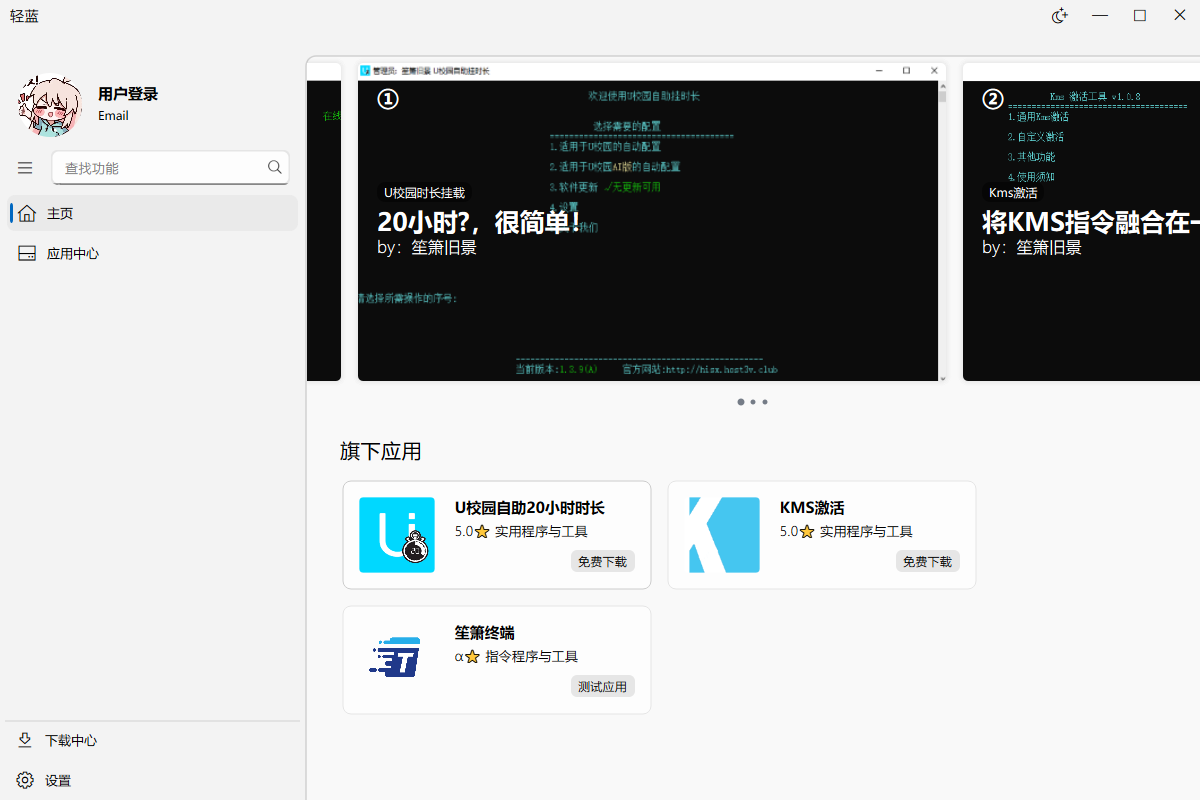 轻蓝
用户登录
Email
查找功能
主页
应用中心
下载中心
设置
在线
管理员: 笙箫旧景 U校园自助挂时长
①
欢迎使用U校园自助挂时长
选择需要的配置
1.适用于U校园的自动配置
2.适用于U校园AI版的自动配置
3.软件更新 √无更新可用
4.设置
我们
U校园时长挂载
20小时?，很简单!
by：笙箫旧景
请选择所需操作的序号:
当前版本:1.3.9(A) 官方网站:http://hisx.host3v.club
②
Kms 激活工具 v1.0.8
1.通用Kms激活
2.自定义激活
3.其他功能
4.使用须知
Kms激活
将KMS指令融合在一
by：笙箫旧景
旗下应用
U校园自助20小时时长
5.0⭐ 实用程序与工具
免费下载
KMS激活
5.0⭐ 实用程序与工具
免费下载
笙箫终端
α⭐ 指令程序与工具
测试应用